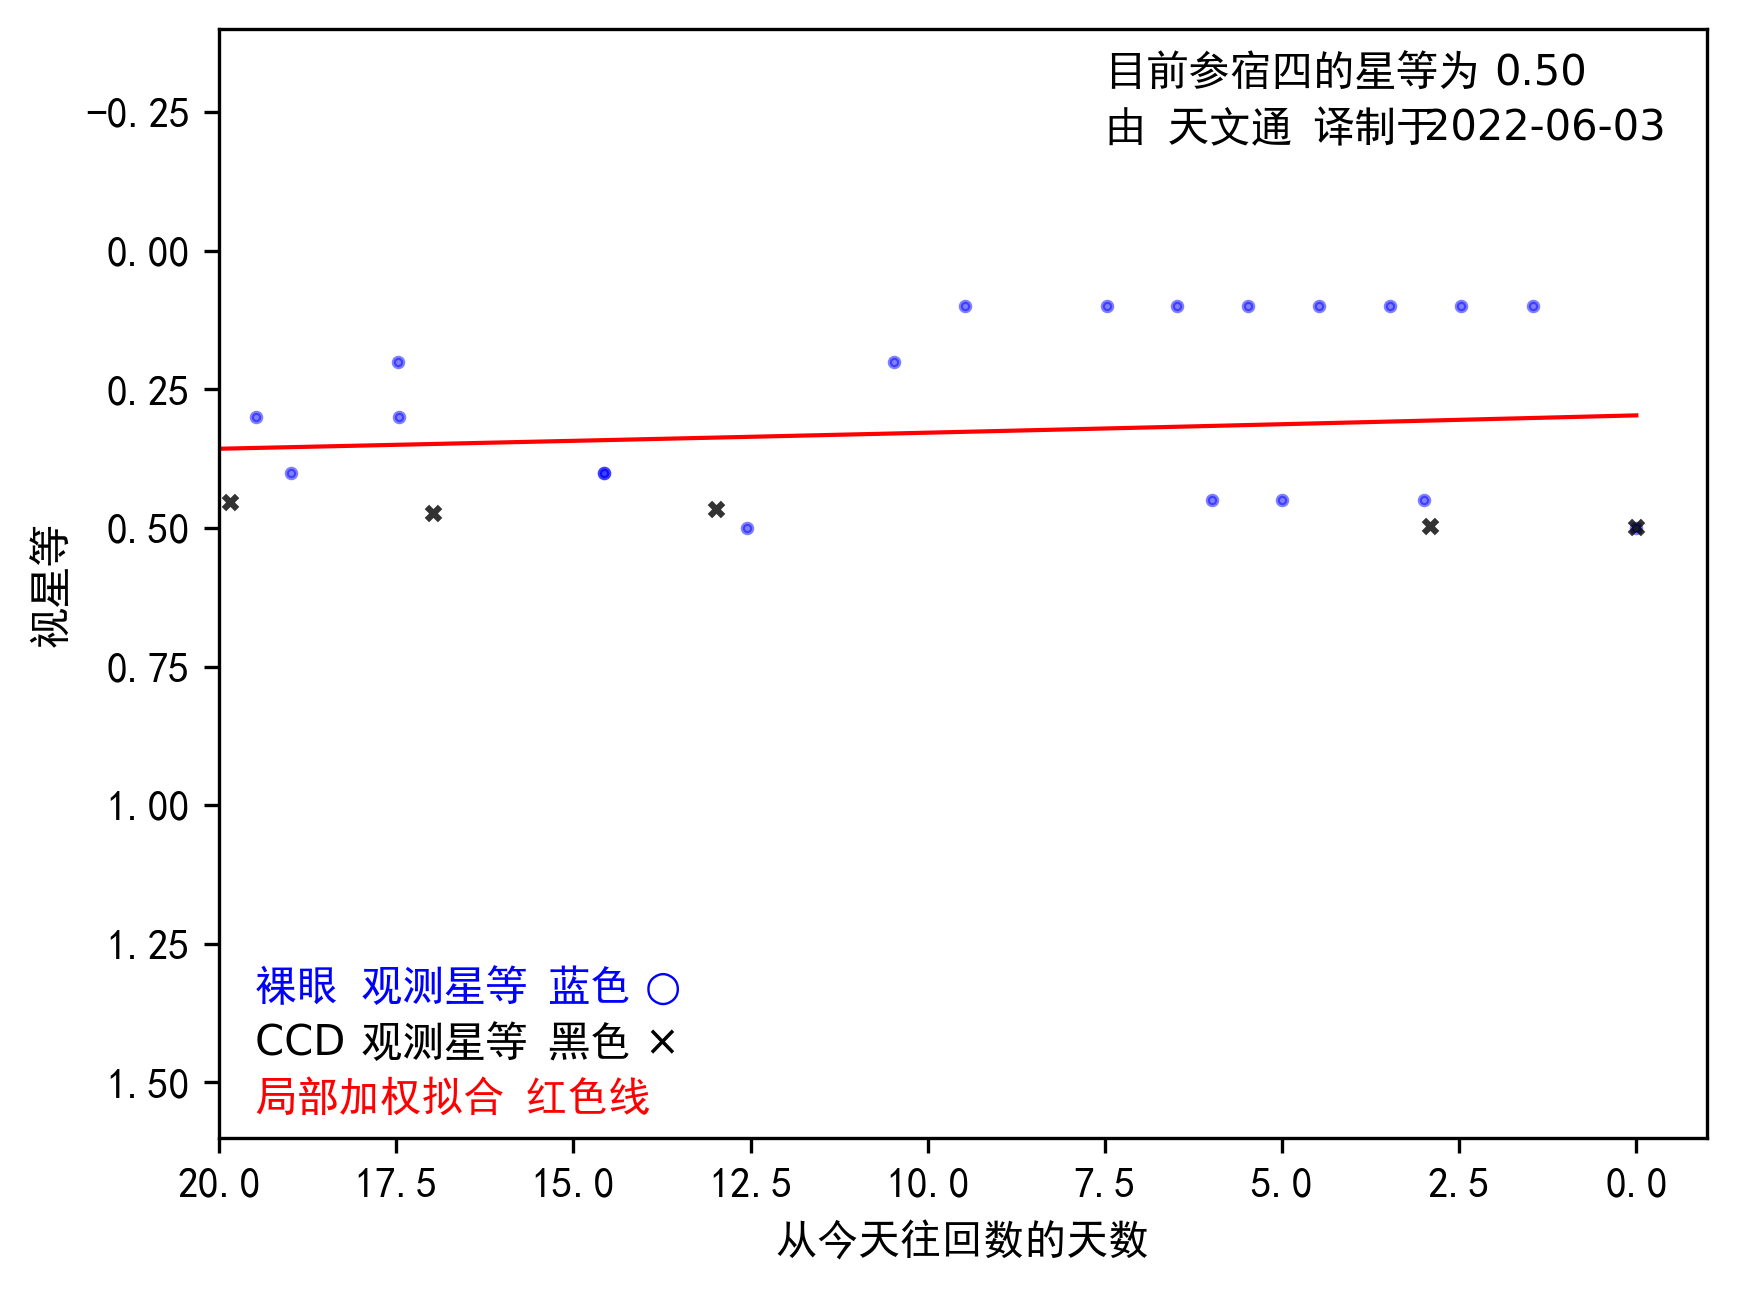 目前参宿四的星等为 0.50
由 天文通 译制于2022-06-03
-0.25
0.00
0.25
0.50
0.75
1.00
1.25
1.50
视星等
裸眼 观测星等 蓝色 ○
CCD 观测星等 黑色 ×
局部加权拟合 红色线
20.0 17.5 15.0 12.5 10.0 7.5 5.0 2.5 0.0
从今天往回数的天数